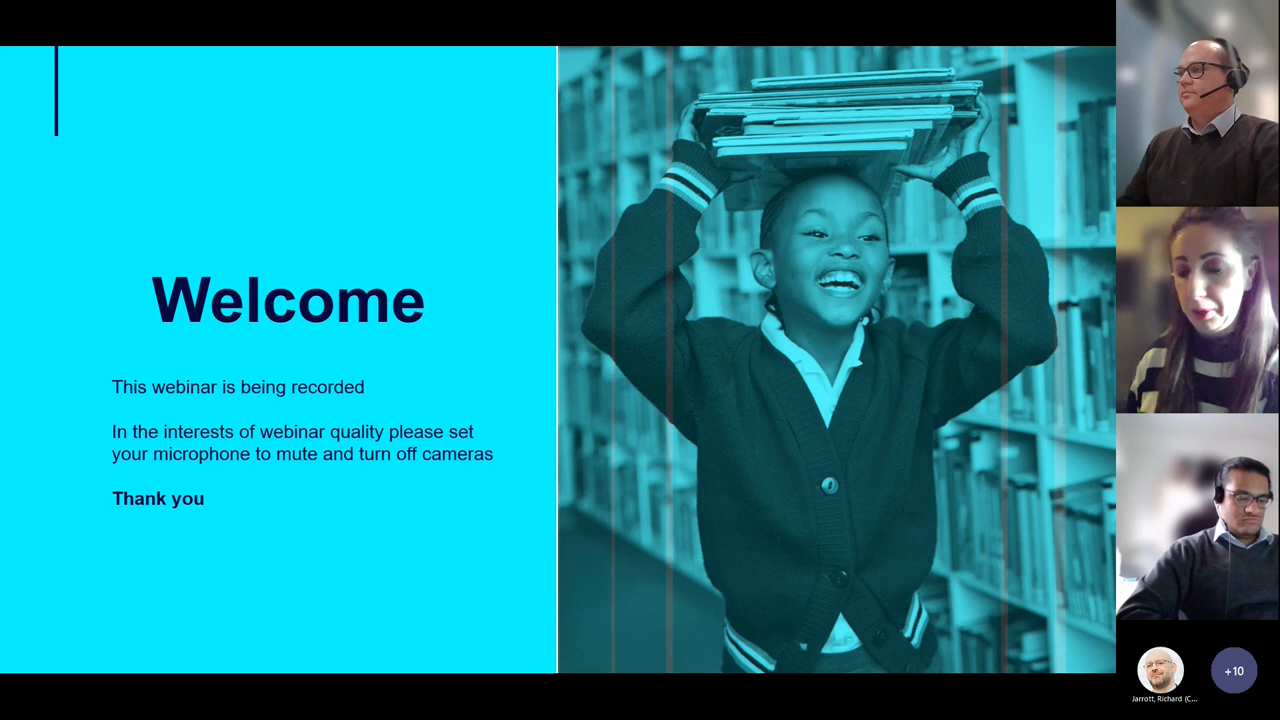 Welcome
This webinar is being recorded
In the interests of webinar quality please set
your microphone to mute and turn off cameras
Thank you
Jarrott, Richard (C...
+10